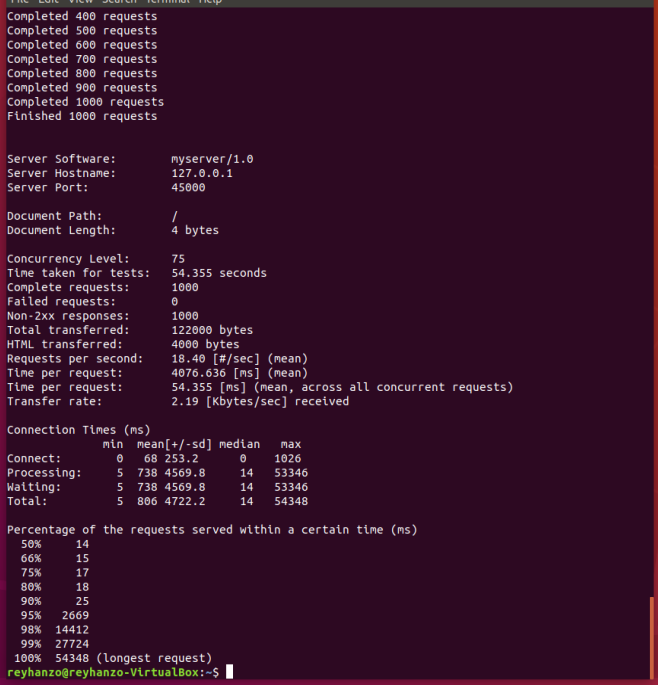 File Edit View Search Terminal Help
Completed 400 requests
Completed 500 requests
Completed 600 requests
Completed 700 requests
Completed 800 requests
Completed 900 requests
Completed 1000 requests
Finished 1000 requests
Server Software: myserver/1.0
Server Hostname: 127.0.0.1
Server Port: 45000
Document Path: /
Document Length: 4 bytes
Concurrency Level: 75
Time taken for tests: 54.355 seconds
Complete requests: 1000
Failed requests: 0
Non-2xx responses: 1000
Total transferred: 122000 bytes
HTML transferred: 4000 bytes
Requests per second: 18.40 [#/sec] (mean)
Time per request: 4076.636 [ms] (mean)
Time per request: 54.355 [ms] (mean, across all concurrent requests)
Transfer rate: 2.19 [Kbytes/sec] received
Connection Times (ms)
min mean[+/-sd] median max
Connect: 0 68 253.2 0 1026
Processing: 5 738 4569.8 14 53346
Waiting: 5 738 4569.8 14 53346
Total: 5 806 4722.2 14 54348
Percentage of the requests served within a certain time (ms)
50% 14
66% 15
75% 17
80% 18
90% 25
95% 2669
98% 14412
99% 27724
100% 54348 (longest request)
reyhanzo@reyhanzo-VirtualBox:~$